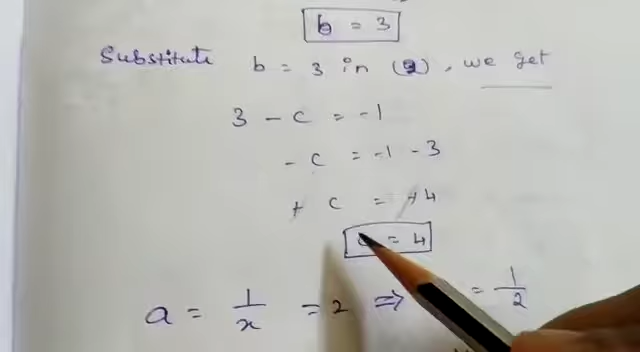 b = 3
Substitute b = 3 in (2), we get
3 - c = -1
- c = -1 - 3
+ c = +4
= 4
a = 1/x = 2 ⇒ = 1/2